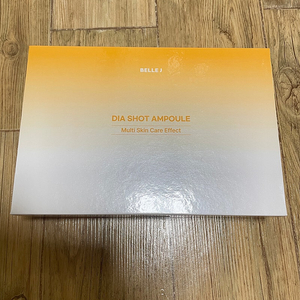 BELLE I
DIA SHOT AMPOULE
Multi Skin Care Effect